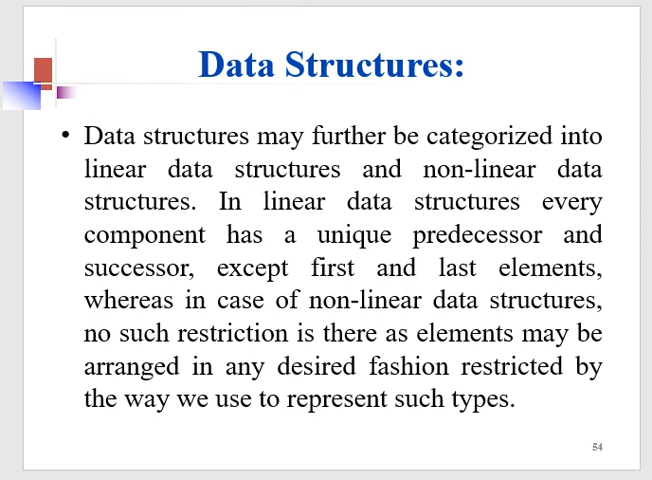 Data Structures:
• Data structures may further be categorized into
linear data structures and non-linear data
structures. In linear data structures every
component has a unique predecessor and
successor, except first and last elements,
whereas in case of non-linear data structures,
no such restriction is there as elements may be
arranged in any desired fashion restricted by
the way we use to represent such types.
54